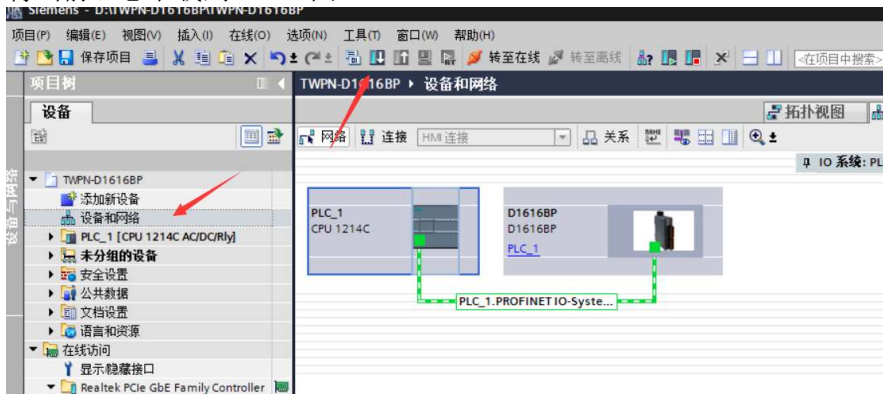 Siemens - D:\TWPN-D1616BP\TWPN-D1616BP
项目(P) 编辑(E) 视图(V) 插入(I) 在线(O) 选项(N) 工具(T) 窗口(W) 帮助(H)
保存项目 转至在线 转至离线 <在项目中搜索>
项目树 TWPN-D1616BP 设备和网络
设备 拓扑视图
网络 连接 HMI 连接 关系
IO 系统: PL
TWPN-D1616BP
添加新设备
设备和网络
PLC_1 [CPU 1214C AC/DC/Rly]
未分组的设备
安全设置
公共数据
文档设置
语言和资源
在线访问
显示/隐藏接口
Realtek PCIe GbE Family Controller
设备与网络
PLC_1
CPU 1214C
D1616BP
D1616BP
PLC_1
PLC_1.PROFINET IO-Syste...